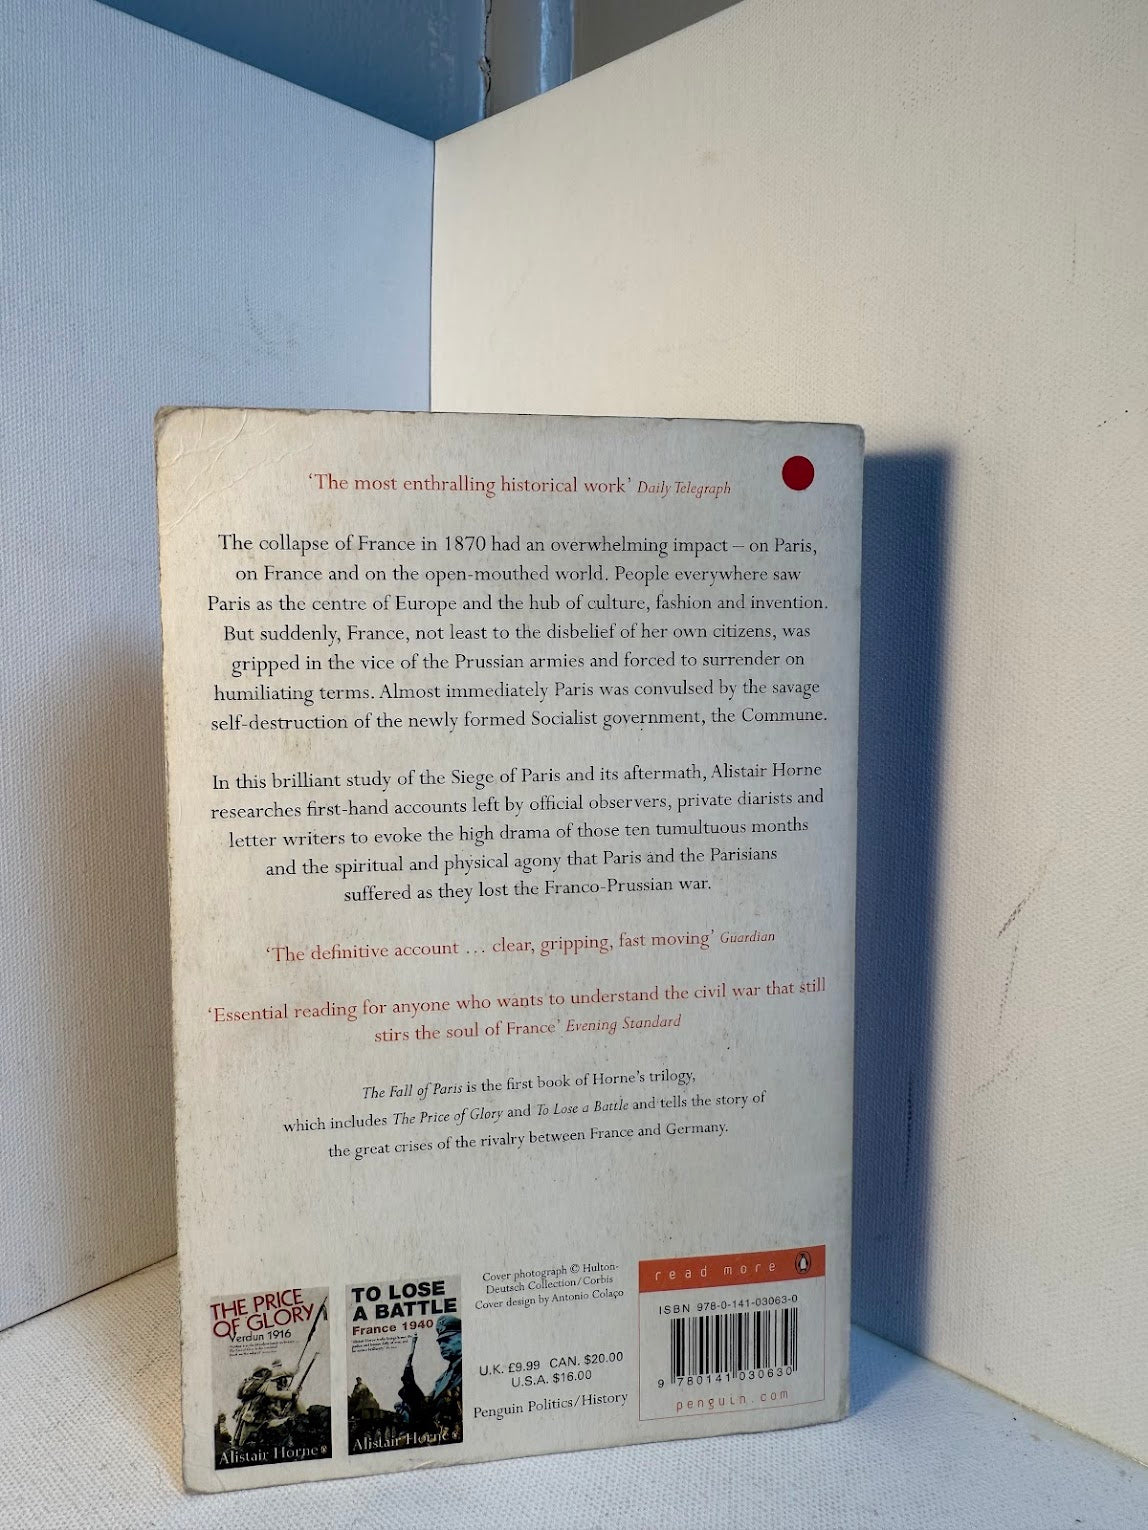 ‘The most enthralling historical work’ Daily Telegraph
The collapse of France in 1870 had an overwhelming impact – on Paris,
on France and on the open-mouthed world. People everywhere saw
Paris as the centre of Europe and the hub of culture, fashion and invention.
But suddenly, France, not least to the disbelief of her own citizens, was
gripped in the vice of the Prussian armies and forced to surrender on
humiliating terms. Almost immediately Paris was convulsed by the savage
self-destruction of the newly formed Socialist government, the Commune.
In this brilliant study of the Siege of Paris and its aftermath, Alistair Horne
researches first-hand accounts left by official observers, private diarists and
letter writers to evoke the high drama of those ten tumultuous months
and the spiritual and physical agony that Paris and the Parisians
suffered as they lost the Franco-Prussian war.
‘The definitive account ... clear, gripping, fast moving’ Guardian
‘Essential reading for anyone who wants to understand the civil war that still
stirs the soul of France’ Evening Standard
The Fall of Paris is the first book of Horne’s trilogy,
which includes The Price of Glory and To Lose a Battle and tells the story of
the great crises of the rivalry between France and Germany.
THE PRICE
OF GLORY
Verdun 1916
Alistair Horne
TO LOSE
A BATTLE
France 1940
Alistair Horne
Cover photograph © Hulton-
Deutsch Collection/Corbis
Cover design by Antonio Colaço
U.K. £9.99 CAN. $20.00
U.S.A. $16.00
Penguin Politics/History
read more
ISBN 978-0-141-03063-0
9 780141 030630
penguin.com